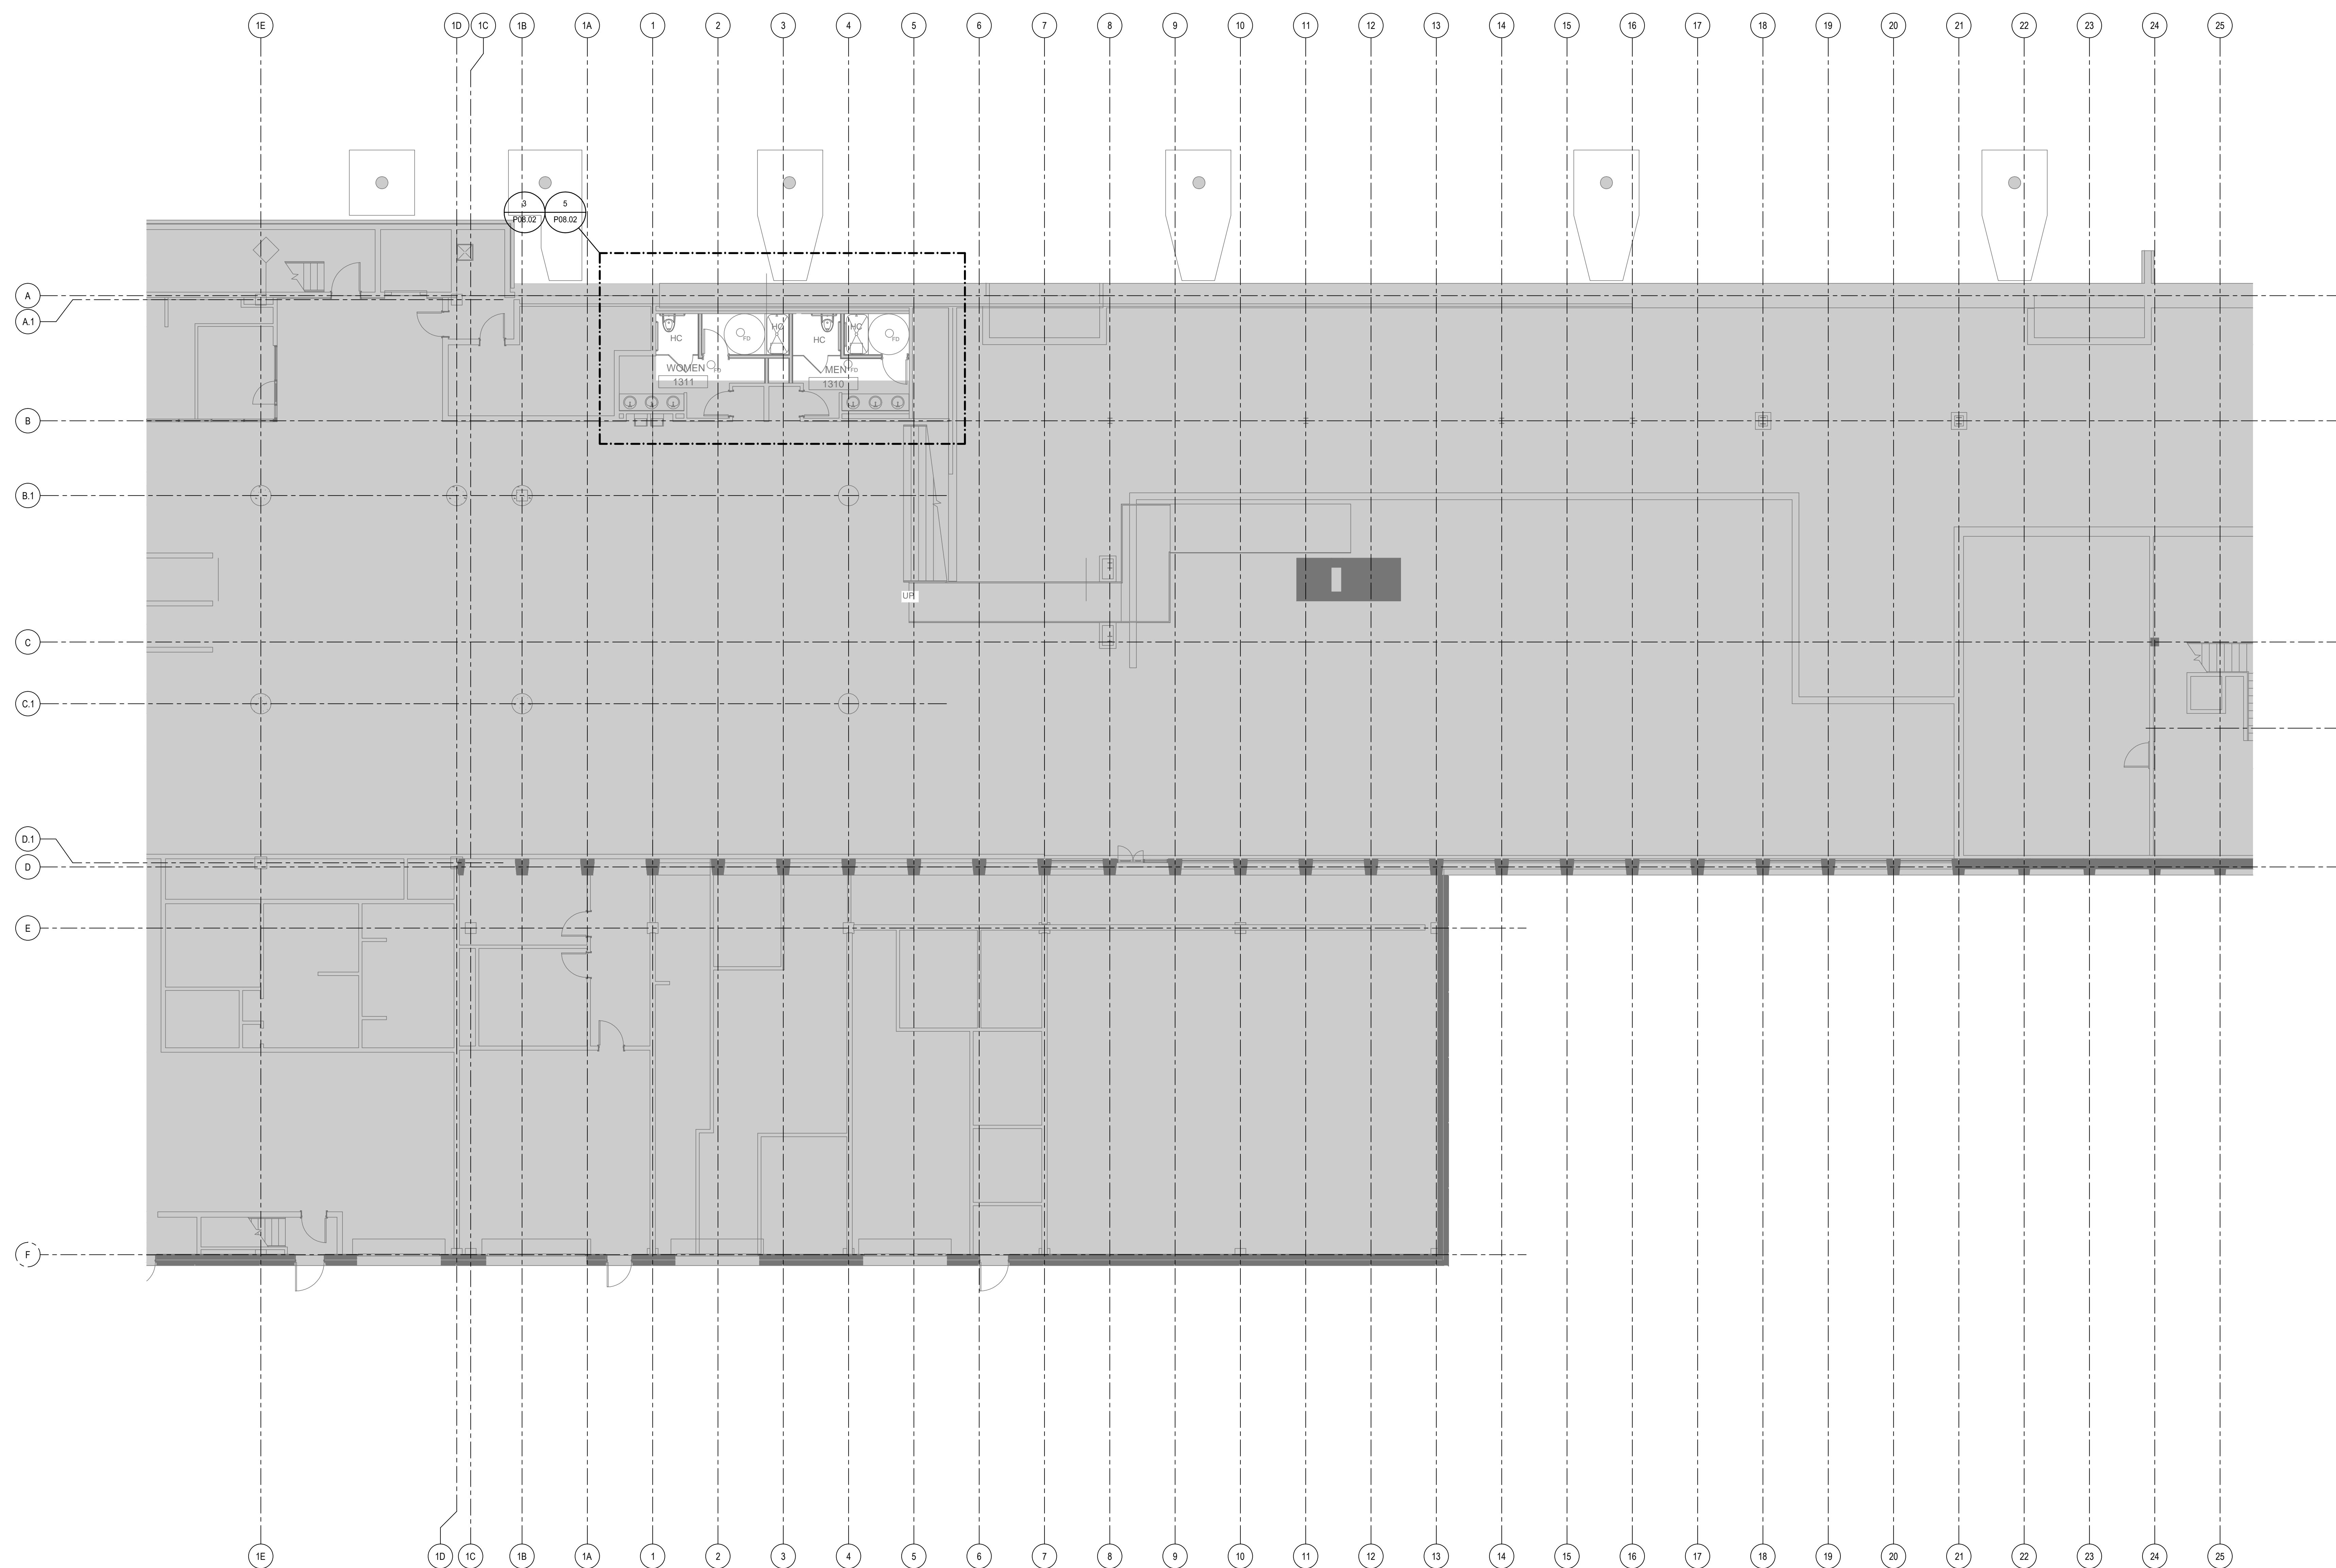 1E 1D 1C 1B 1A 1 2 3 4 5 6 7 8 9 10 11 12 13 14 15 16 17 18 19 20 21 22 23 24 25
3 5
P08.02 P08.02
A
A.1
HC HC
HC HC
FD FD
WOMEN FD MEN FD
1311 1310
B
B.1
UP
C
C.1
D.1
D
E
F
1E 1D 1C 1B 1A 1 2 3 4 5 6 7 8 9 10 11 12 13 14 15 16 17 18 19 20 21 22 23 24 25